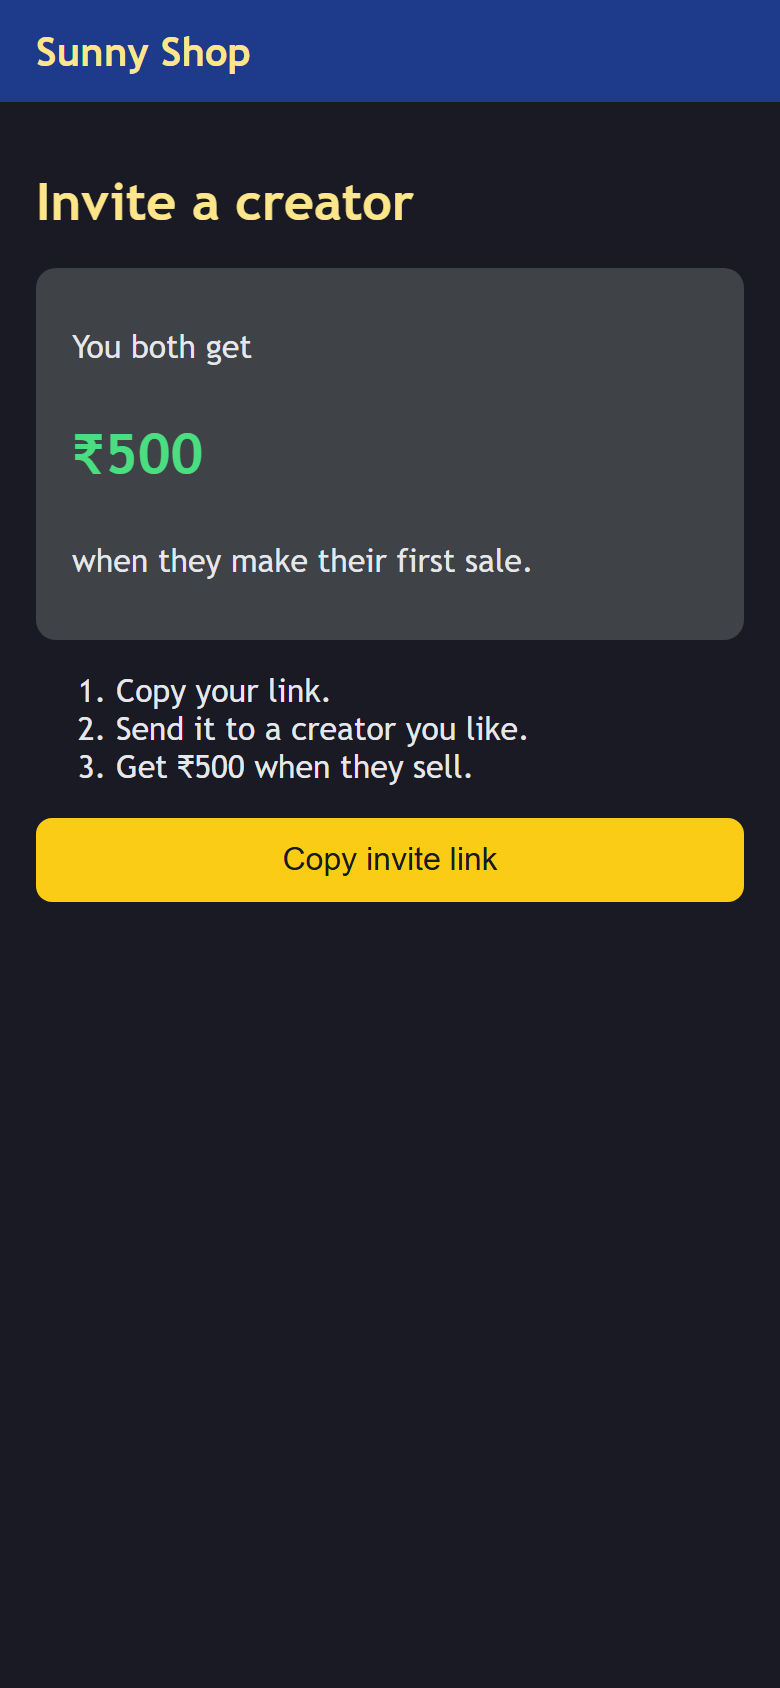 Sunny Shop
Invite a creator
You both get
₹500
when they make their first sale.
1. Copy your link.
2. Send it to a creator you like.
3. Get ₹500 when they sell.
Copy invite link